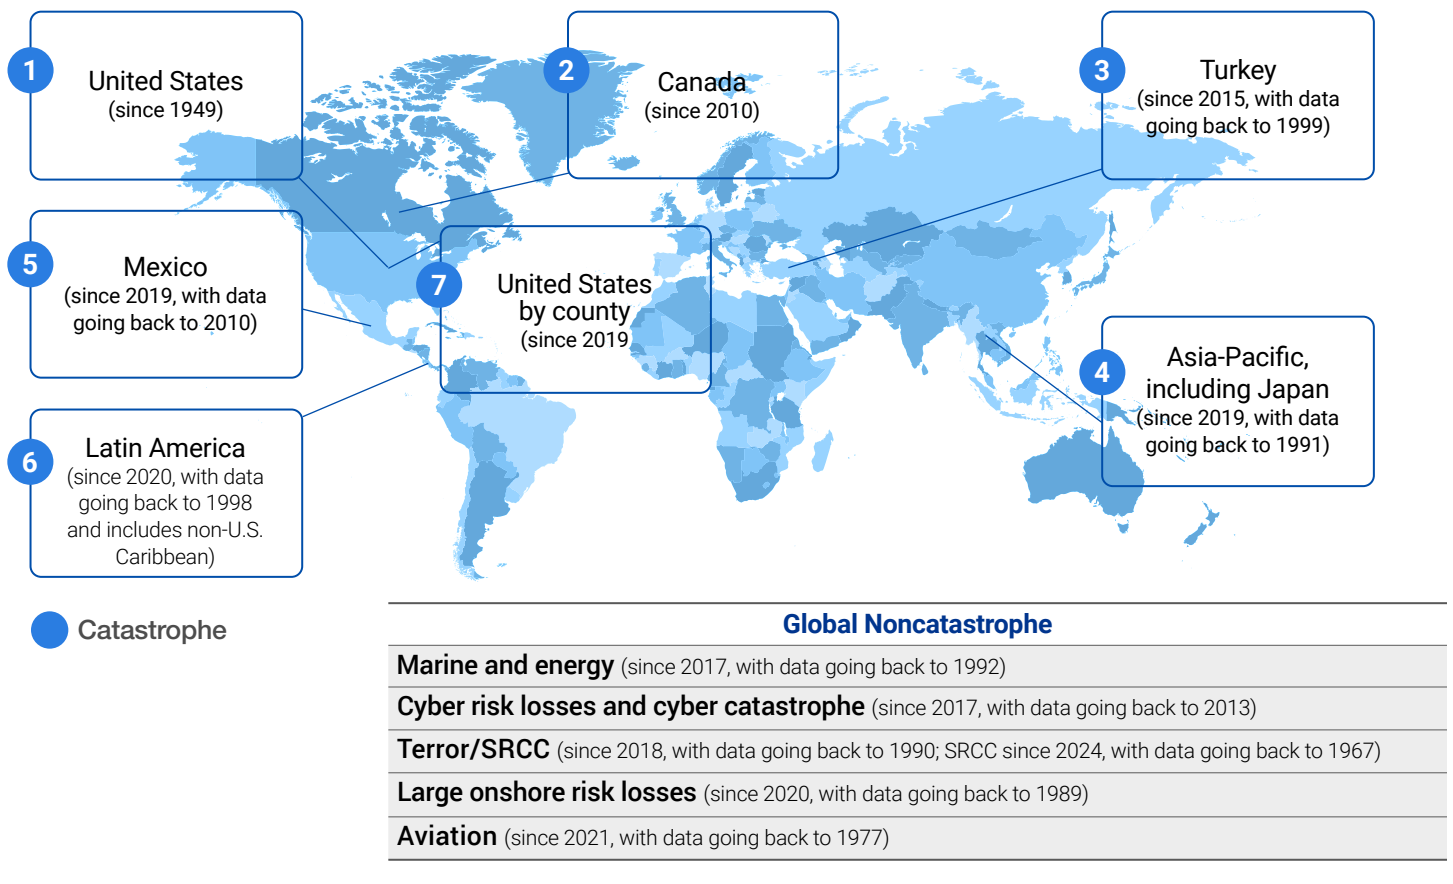 1
United States
(since 1949)
2
Canada
(since 2010)
3
Turkey
(since 2015, with data
going back to 1999)
5
Mexico
(since 2019, with data
going back to 2010)
7
United States
by county
(since 2019
4
Asia-Pacific,
including Japan
(since 2019, with data
going back to 1991)
6
Latin America
(since 2020, with data
going back to 1998
and includes non-U.S.
Caribbean)
Catastrophe
Global Noncatastrophe
Marine and energy (since 2017, with data going back to 1992)
Cyber risk losses and cyber catastrophe (since 2017, with data going back to 2013)
Terror/SRCC (since 2018, with data going back to 1990; SRCC since 2024, with data going back to 1967)
Large onshore risk losses (since 2020, with data going back to 1989)
Aviation (since 2021, with data going back to 1977)